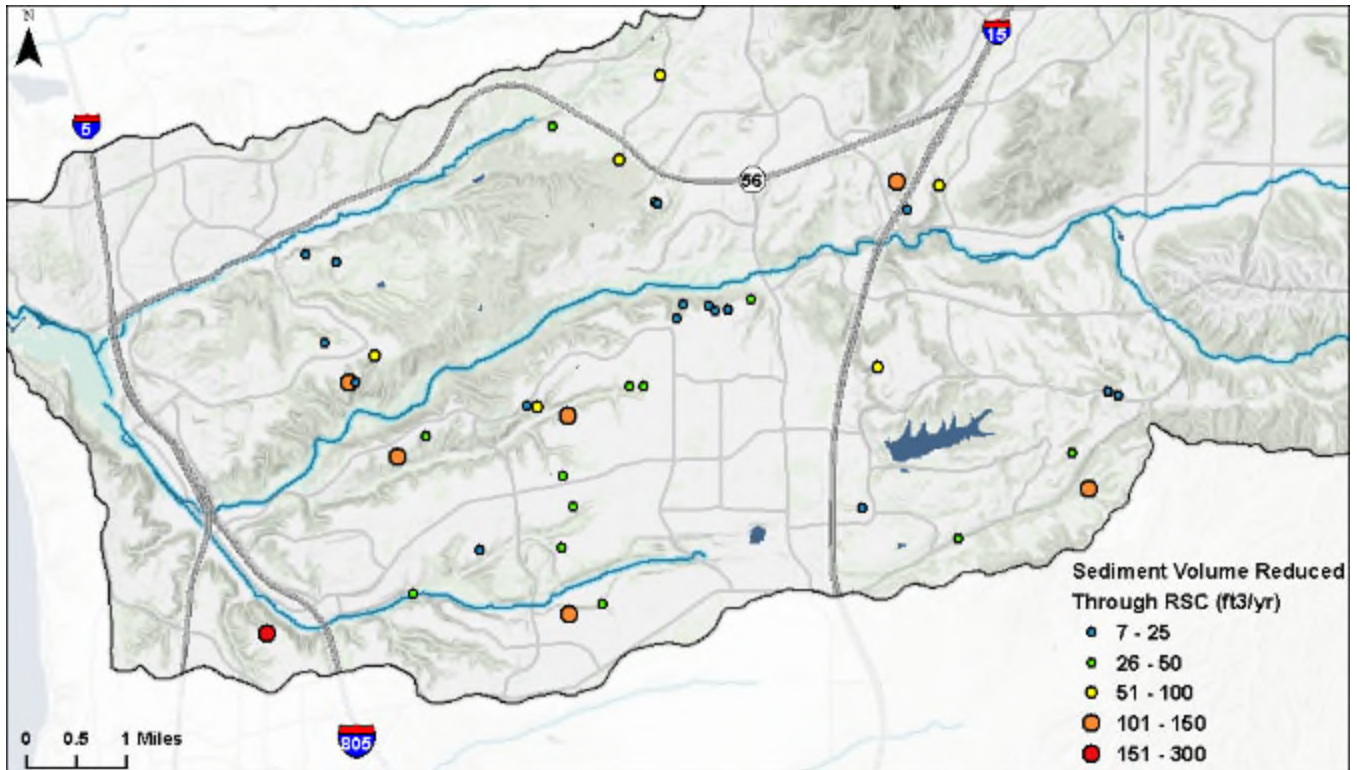 N
15
5
56
Sediment Volume Reduced
Through RSC (ft3/yr)
7 - 25
26 - 50
51 - 100
101 - 150
151 - 300
0 0.5 1 Miles
805